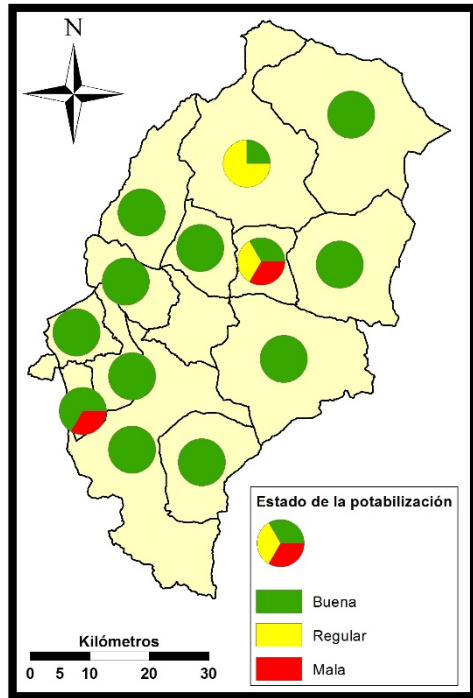 N
Estado de la potabilización
Buena
Regular
Mala
Kilómetros
0 5 10 20 30